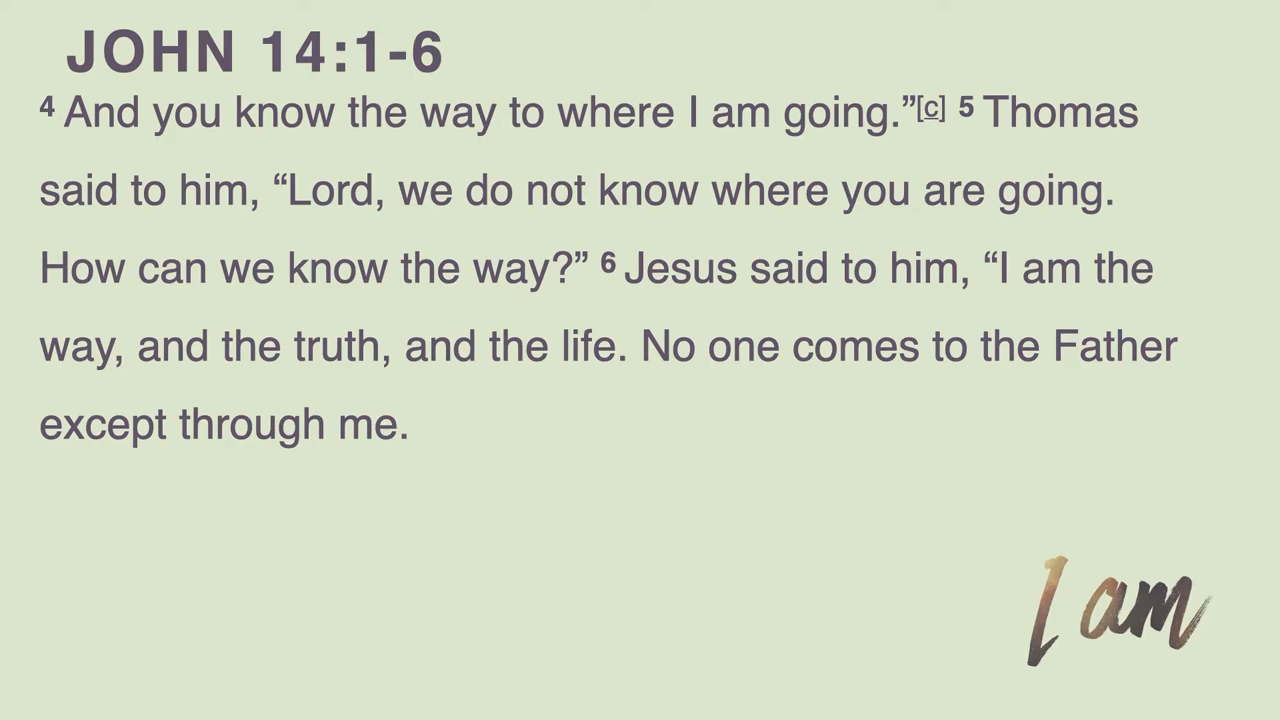 JOHN 14:1-6
4 And you know the way to where I am going.”[c] 5 Thomas
said to him, “Lord, we do not know where you are going.
How can we know the way?” 6 Jesus said to him, “I am the
way, and the truth, and the life. No one comes to the Father
except through me.
I am